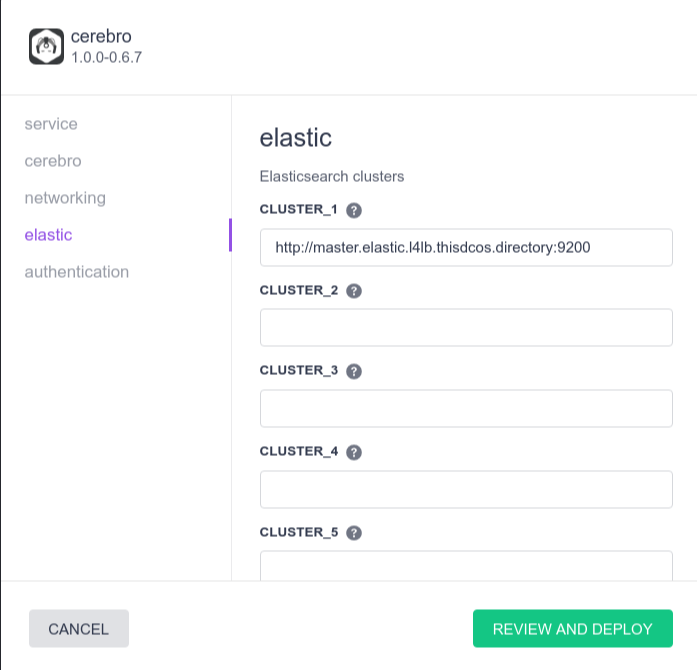 cerebro
1.0.0-0.6.7
service
cerebro
networking
elastic
authentication
elastic
Elasticsearch clusters
CLUSTER_1 ?
http://master.elastic.l4lb.thisdcos.directory:9200
CLUSTER_2 ?
CLUSTER_3 ?
CLUSTER_4 ?
CLUSTER_5 ?
CANCEL
REVIEW AND DEPLOY